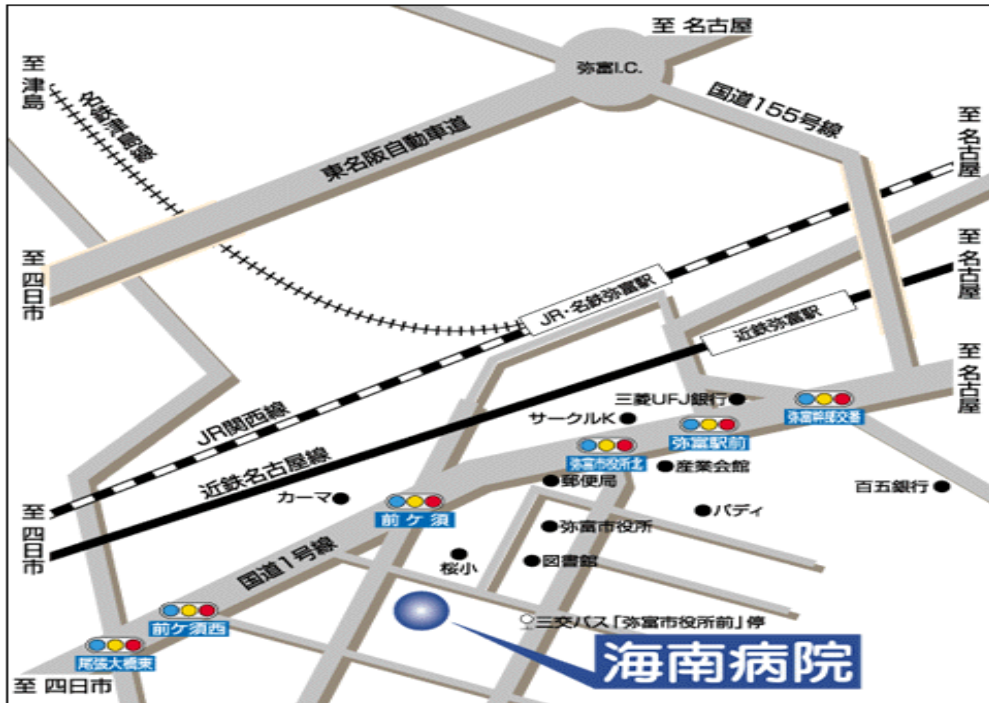 至 名古屋
弥富I.C.
至 津島
名鉄津島線
国道155号線
至 名古屋
東名阪自動車道
至 四日市
至 名古屋
JR・名鉄弥富駅
近鉄弥富駅
至 名古屋
三菱UFJ銀行
弥富幹部交番
サークルK
弥富駅前
JR関西線
弥富市役所北
産業会館
近鉄名古屋線
郵便局
百五銀行
カーマ
前ケ須
パディ
至 四日市
弥富市役所
国道1号線
桜小
図書館
前ケ須西
三交バス「弥富市役所前」停
尾張大橋東
海南病院
至 四日市